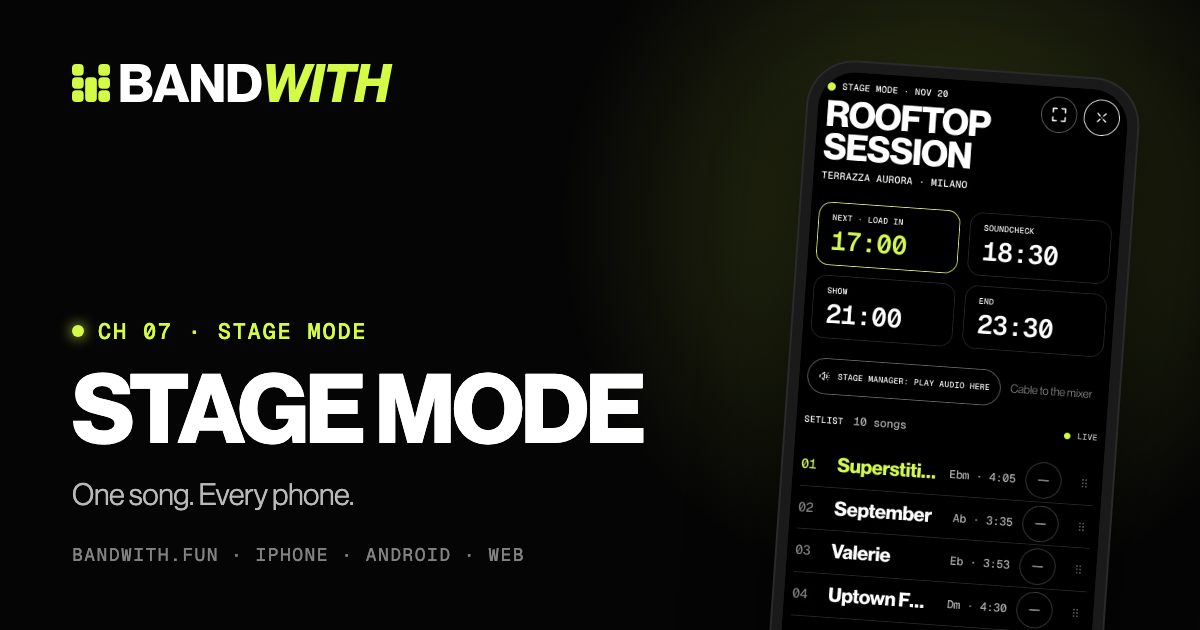 BANDWITH
CH 07 · STAGE MODE
STAGE MODE
One song. Every phone.
BANDWITH.FUN · IPHONE · ANDROID · WEB
STAGE MODE · NOV 20
ROOFTOP
SESSION
TERRAZZA AURORA · MILANO
NEXT · LOAD IN
17:00
SOUNDCHECK
18:30
SHOW
21:00
END
23:30
STAGE MANAGER: PLAY AUDIO HERE
Cable to the mixer
SETLIST 10 songs
LIVE
01 Superstiti... Ebm · 4:05
02 September Ab · 3:35
03 Valerie Eb · 3:53
04 Uptown F... Dm · 4:30